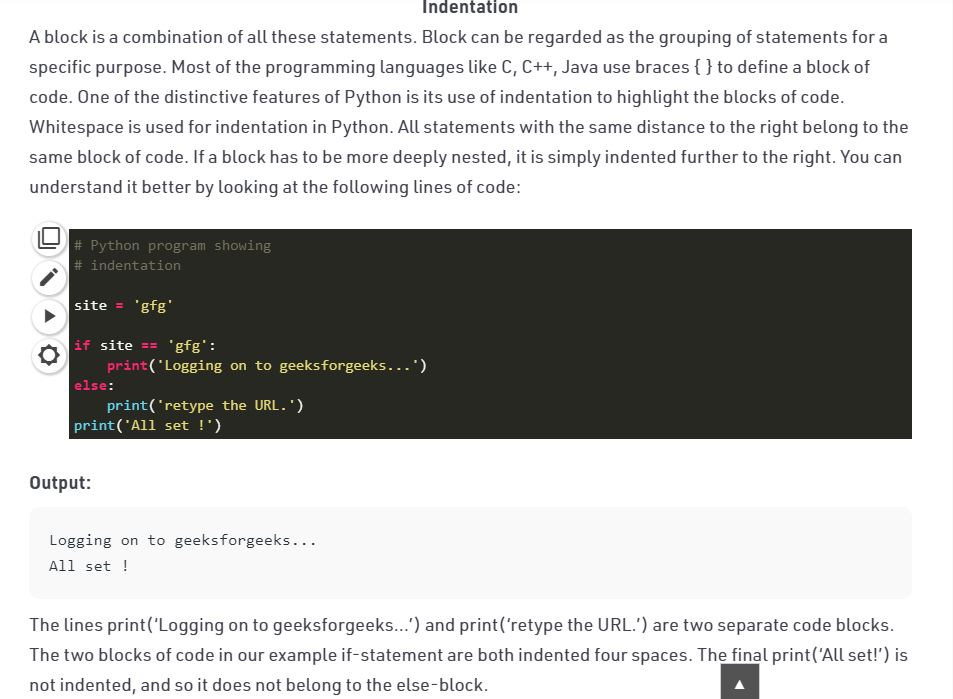 Indentation
A block is a combination of all these statements. Block can be regarded as the grouping of statements for a
specific purpose. Most of the programming languages like C, C++, Java use braces { } to define a block of
code. One of the distinctive features of Python is its use of indentation to highlight the blocks of code.
Whitespace is used for indentation in Python. All statements with the same distance to the right belong to the
same block of code. If a block has to be more deeply nested, it is simply indented further to the right. You can
understand it better by looking at the following lines of code:
# Python program showing
# indentation
site = 'gfg'
if site == 'gfg':
    print('Logging on to geeksforgeeks...')
else:
    print('retype the URL.')
print('All set !')
Output:
Logging on to geeksforgeeks...
All set !
The lines print(‘Logging on to geeksforgeeks…’) and print(‘retype the URL.’) are two separate code blocks.
The two blocks of code in our example if-statement are both indented four spaces. The final print(‘All set!’) is
not indented, and so it does not belong to the else-block.